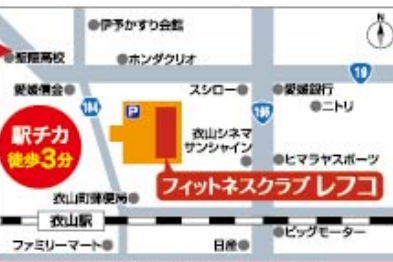 伊予かすり会館
N
聖陵高校
ホンダクリオ
19
愛媛信金
スシロー
愛媛銀行
184
196
ニトリ
P
駅チカ
徒歩3分
衣山シネマ
サンシャイン
ヒマラヤスポーツ
フィットネスクラブ レフコ
衣山町郵便局
衣山駅
ビッグモーター
ファミリーマート
日産